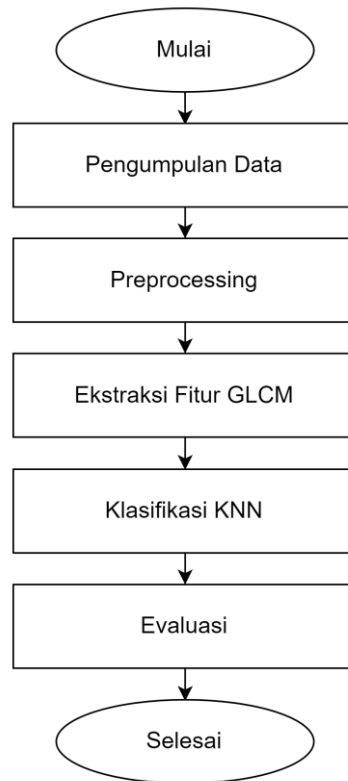 Mulai
Pengumpulan Data
Preprocessing
Ekstraksi Fitur GLCM
Klasifikasi KNN
Evaluasi
Selesai